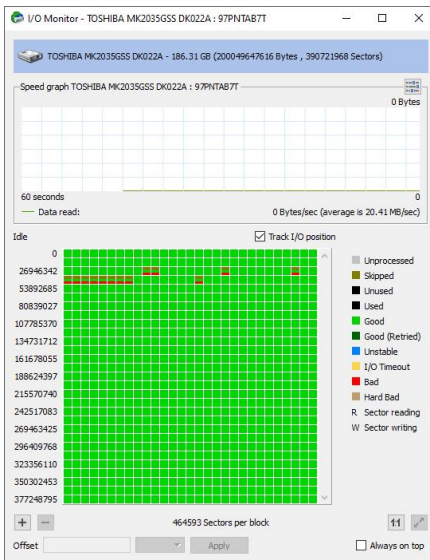 I/O Monitor - TOSHIBA MK2035GSS DK022A : 97PNTAB7T
TOSHIBA MK2035GSS DK022A - 186.31 GB (200049647616 Bytes , 390721968 Sectors)
Speed graph TOSHIBA MK2035GSS DK022A : 97PNTAB7T
0 Bytes
60 seconds 0
Data read: 0 Bytes/sec (average is 20.41 MB/sec)
Idle Track I/O position
0
26946342
53892685
80839027
107785370
134731712
161678055
188624397
215570740
242517083
269463425
296409768
323356110
350302453
377248795
Unprocessed
Skipped
Unused
Used
Good
Good (Retried)
Unstable
I/O Timeout
Bad
Hard Bad
R Sector reading
W Sector writing
464593 Sectors per block
1:1
Offset Apply Always on top